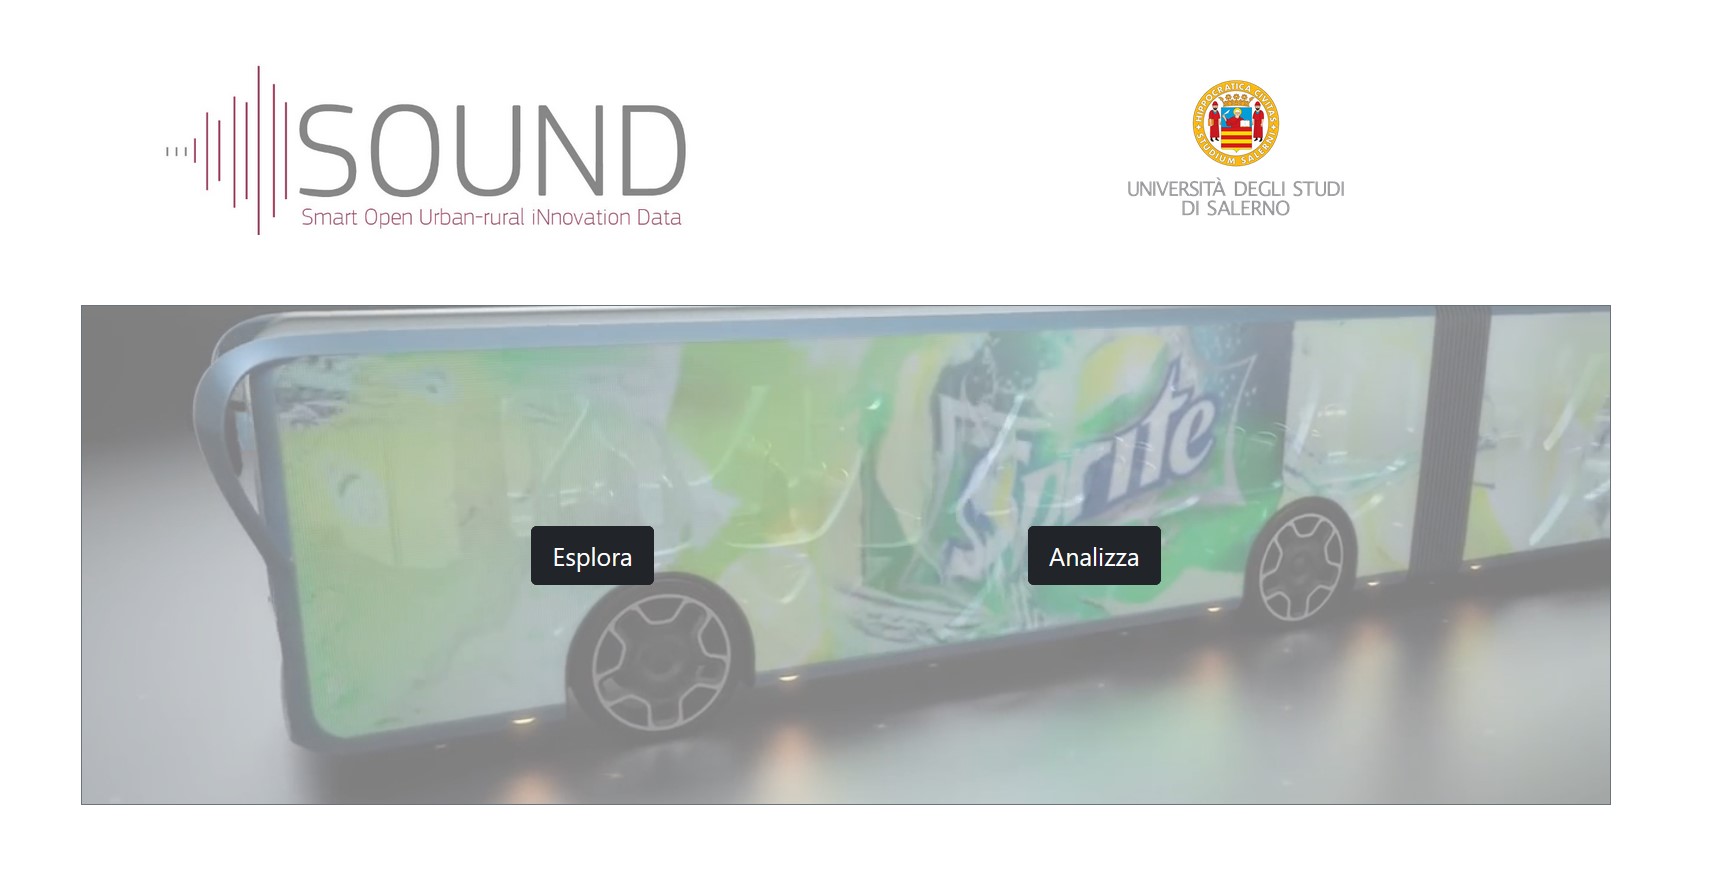 SOUND
Smart Open Urban-rural iNnovation Data
HIPPOCRATICA CIVITAS
STUDIUM SALERNI
UNIVERSITÀ DEGLI STUDI
DI SALERNO
Sprite
Esplora
Analizza